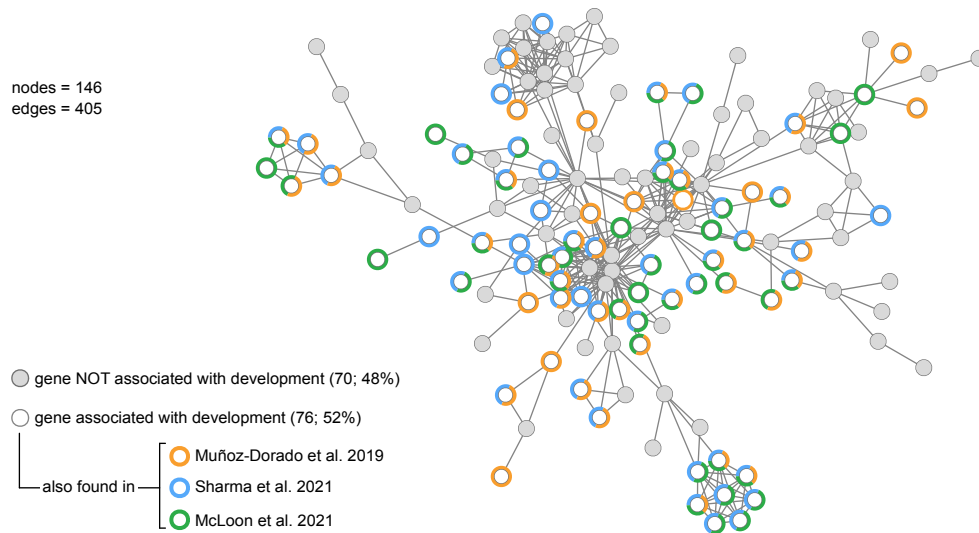 nodes = 146
edges = 405
gene NOT associated with development (70; 48%)
gene associated with development (76; 52%)
also found in
Muñoz-Dorado et al. 2019
Sharma et al. 2021
McLoon et al. 2021